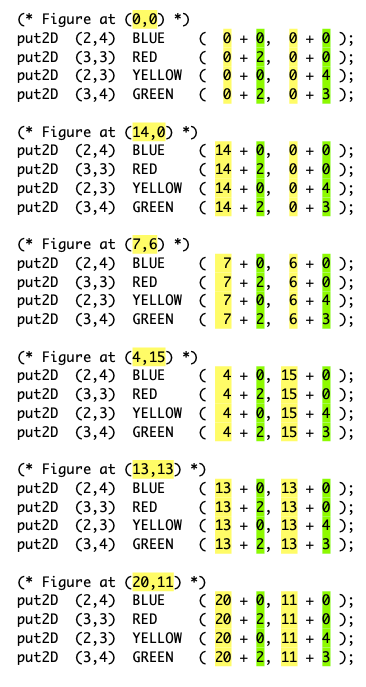 (* Figure at (0,0) *)
put2D  (2,4)  BLUE    (  0 + 0,  0 + 0 );
put2D  (3,3)  RED     (  0 + 2,  0 + 0 );
put2D  (2,3)  YELLOW  (  0 + 0,  0 + 4 );
put2D  (3,4)  GREEN   (  0 + 2,  0 + 3 );

(* Figure at (14,0) *)
put2D  (2,4)  BLUE    ( 14 + 0,  0 + 0 );
put2D  (3,3)  RED     ( 14 + 2,  0 + 0 );
put2D  (2,3)  YELLOW  ( 14 + 0,  0 + 4 );
put2D  (3,4)  GREEN   ( 14 + 2,  0 + 3 );

(* Figure at (7,6) *)
put2D  (2,4)  BLUE    (  7 + 0,  6 + 0 );
put2D  (3,3)  RED     (  7 + 2,  6 + 0 );
put2D  (2,3)  YELLOW  (  7 + 0,  6 + 4 );
put2D  (3,4)  GREEN   (  7 + 2,  6 + 3 );

(* Figure at (4,15) *)
put2D  (2,4)  BLUE    (  4 + 0, 15 + 0 );
put2D  (3,3)  RED     (  4 + 2, 15 + 0 );
put2D  (2,3)  YELLOW  (  4 + 0, 15 + 4 );
put2D  (3,4)  GREEN   (  4 + 2, 15 + 3 );

(* Figure at (13,13) *)
put2D  (2,4)  BLUE    ( 13 + 0, 13 + 0 );
put2D  (3,3)  RED     ( 13 + 2, 13 + 0 );
put2D  (2,3)  YELLOW  ( 13 + 0, 13 + 4 );
put2D  (3,4)  GREEN   ( 13 + 2, 13 + 3 );

(* Figure at (20,11) *)
put2D  (2,4)  BLUE    ( 20 + 0, 11 + 0 );
put2D  (3,3)  RED     ( 20 + 2, 11 + 0 );
put2D  (2,3)  YELLOW  ( 20 + 0, 11 + 4 );
put2D  (3,4)  GREEN   ( 20 + 2, 11 + 3 );